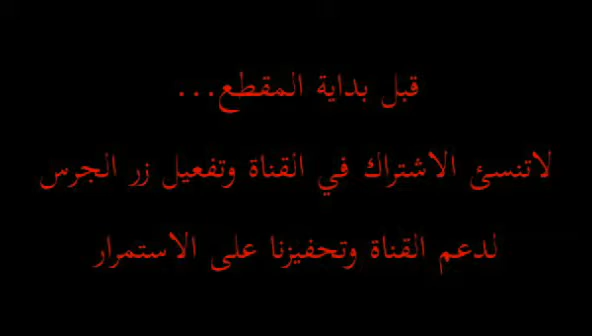 قبل بداية المقطع...
لاتنسئ الاشتراك في القناة وتفعيل زر الجرس
لدعم القناة وتحفيزنا على الاستمرار